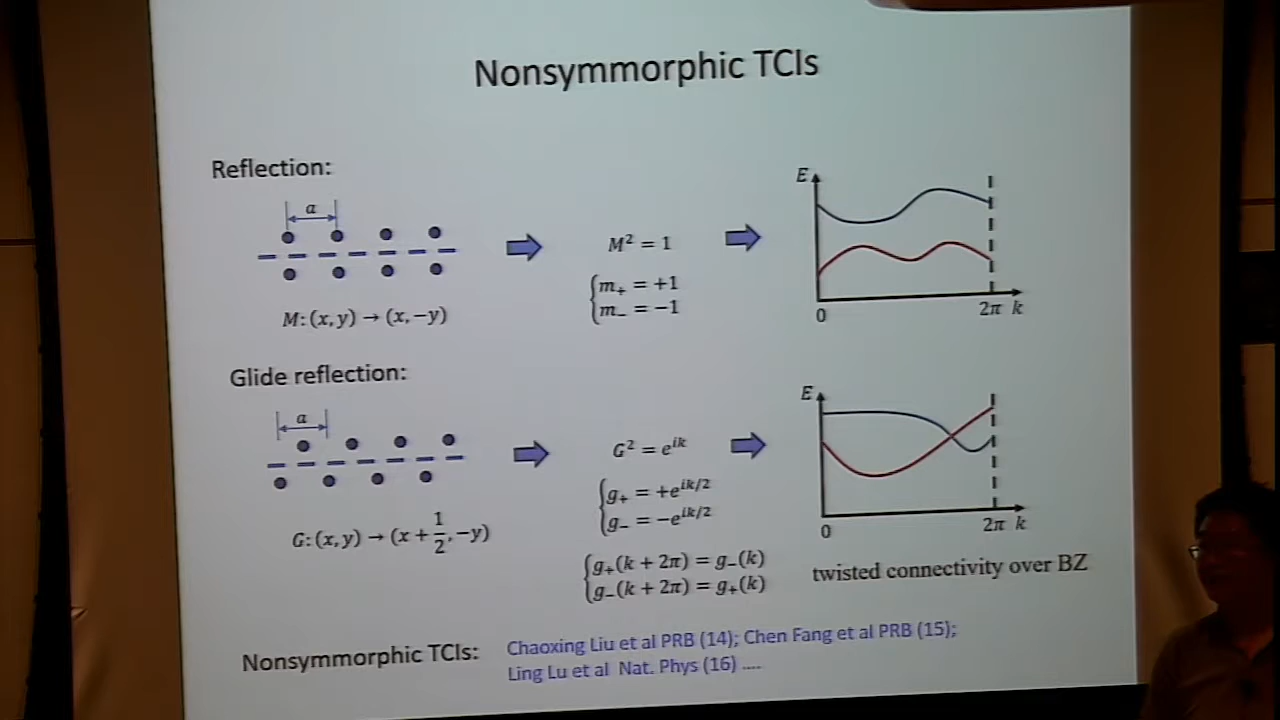 Nonsymmorphic TCIs
Reflection:
a
M:(x,y) → (x,−y)
M² = 1
m₊ = +1
m₋ = −1
E
0
2π k
Glide reflection:
a
G:(x,y) → (x + 1/2, −y)
G² = e^{ik}
g₊ = +e^{ik/2}
g₋ = −e^{ik/2}
g₊(k + 2π) = g₋(k)
g₋(k + 2π) = g₊(k)
E
0
2π k
twisted connectivity over BZ
Nonsymmorphic TCIs:
Chaoxing Liu et al PRB (14); Chen Fang et al PRB (15);
Ling Lu et al Nat. Phys (16) ....